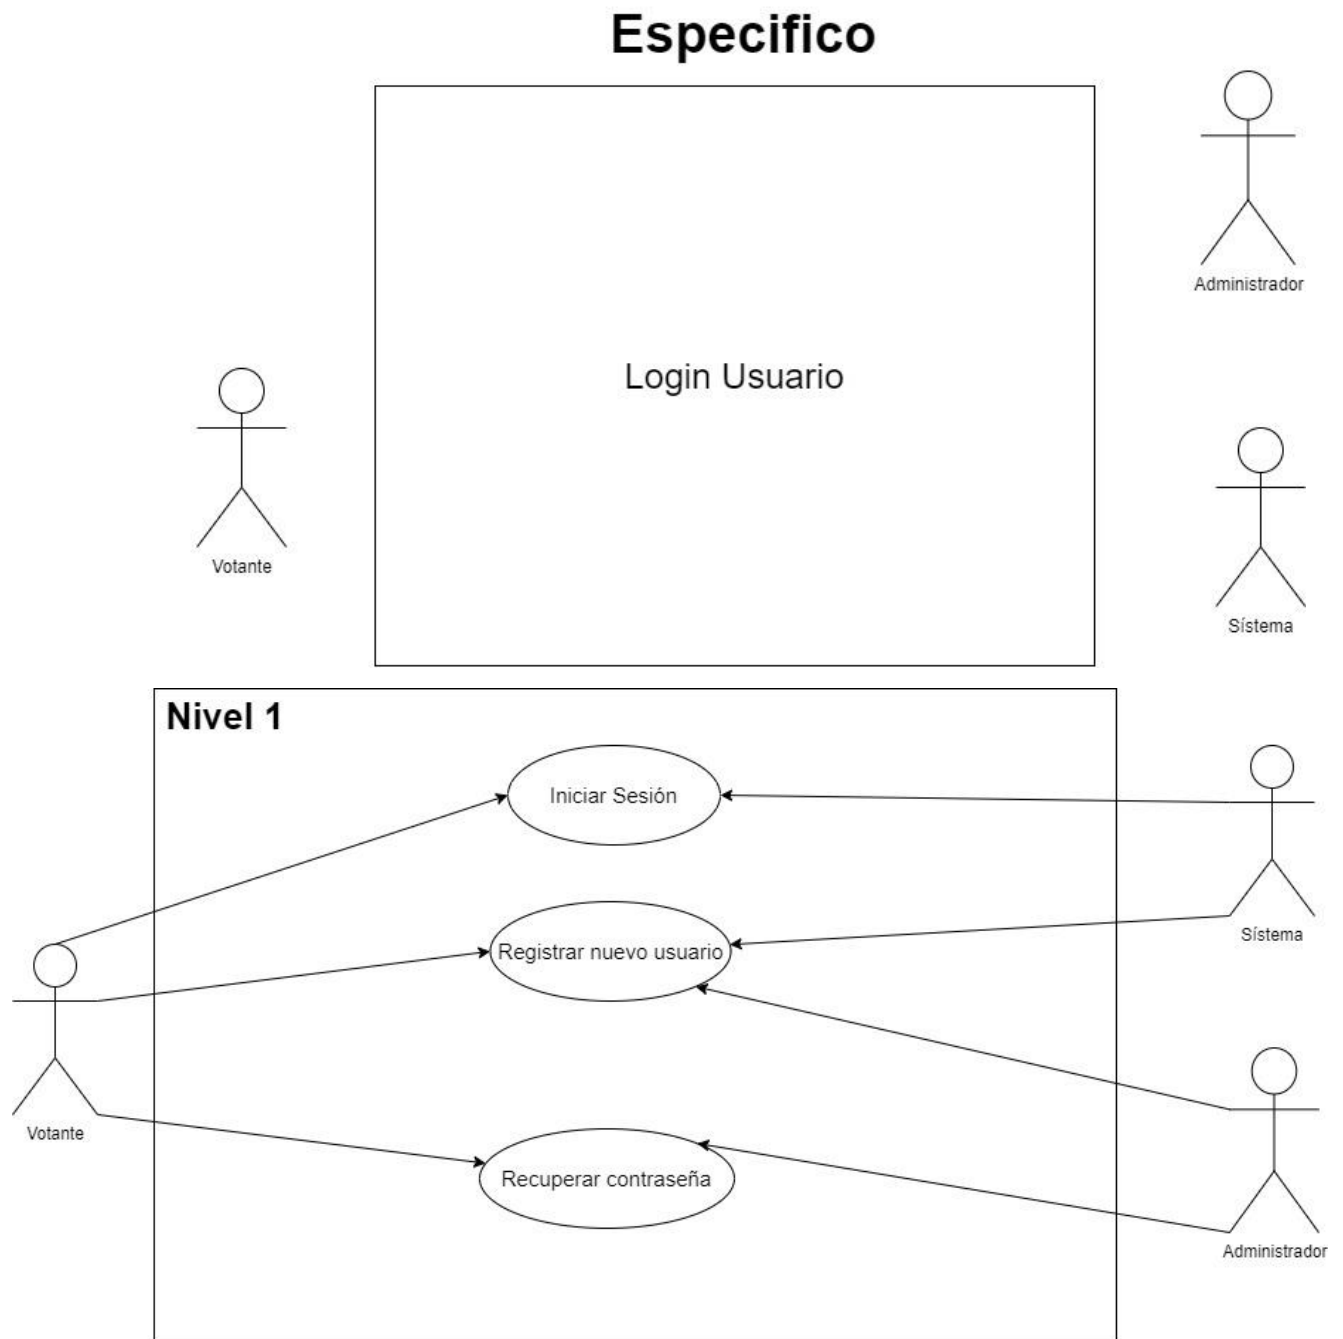 Especifico
Administrador
Login Usuario
Votante
Sístema
Nivel 1
Iniciar Sesión
Registrar nuevo usuario
Sístema
Votante
Recuperar contraseña
Administrador